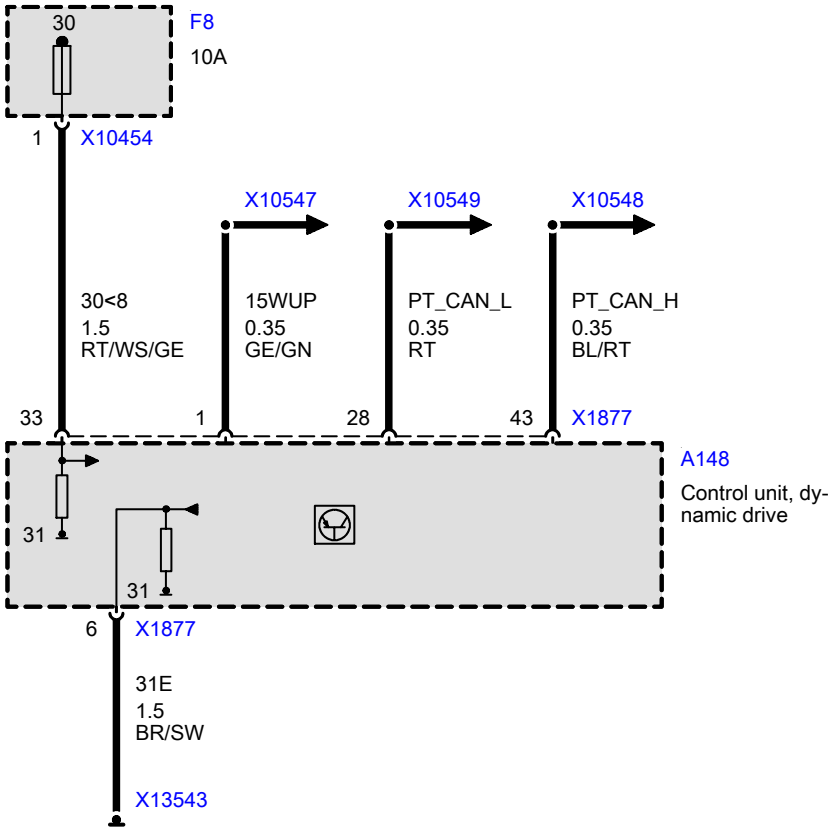 30
F8
10A
1
X10454
X10547
X10549
X10548
30<8
1.5
RT/WS/GE
15WUP
0.35
GE/GN
PT_CAN_L
0.35
RT
PT_CAN_H
0.35
BL/RT
33
1
28
43
X1877
A148
Control unit, dy-
namic drive
31
31
6
X1877
31E
1.5
BR/SW
X13543